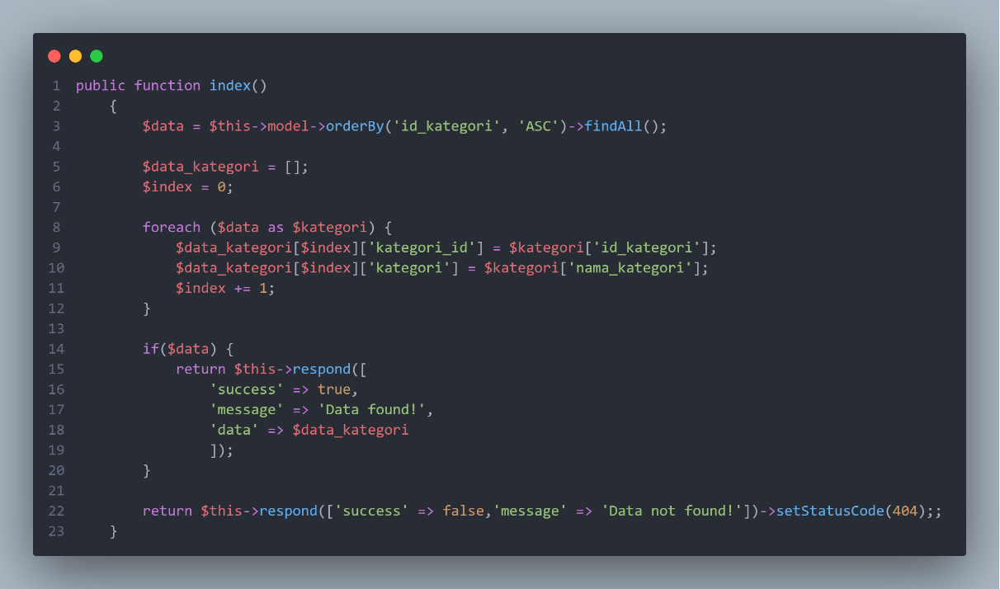 1 public function index()
2     {
3         $data = $this->model->orderBy('id_kategori', 'ASC')->findAll();
4
5         $data_kategori = [];
6         $index = 0;
7
8         foreach ($data as $kategori) {
9             $data_kategori[$index]['kategori_id'] = $kategori['id_kategori'];
10             $data_kategori[$index]['kategori'] = $kategori['nama_kategori'];
11             $index += 1;
12         }
13
14         if($data) {
15             return $this->respond([
16                 'success' => true,
17                 'message' => 'Data found!',
18                 'data' => $data_kategori
19                 ]);
20         }
21
22         return $this->respond(['success' => false,'message' => 'Data not found!'])->setStatusCode(404);;
23     }